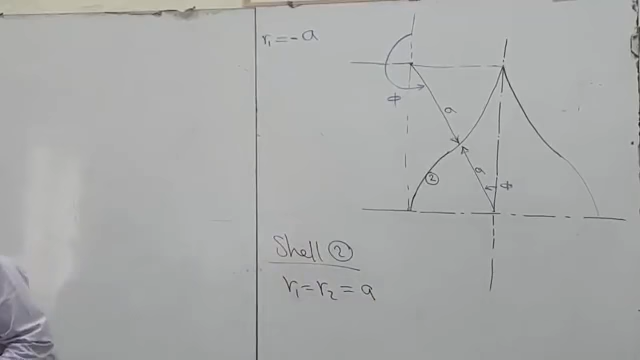 r₁ = - a
ϕ
a
②
a
ϕ
Shell ②
r₁ = r₂ = a